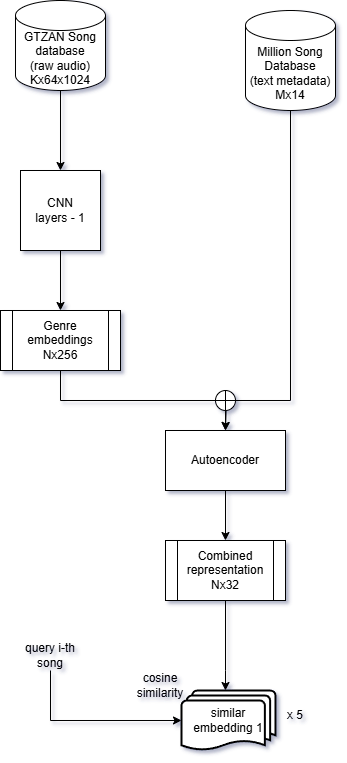 GTZAN Song
database
(raw audio)
Kx64x1024
Million Song
Database
(text metadata)
Mx14
CNN
layers - 1
Genre
embeddings
Nx256
Autoencoder
Combined
representation
Nx32
query i-th
song
cosine
similarity
similar
embedding 1
x 5